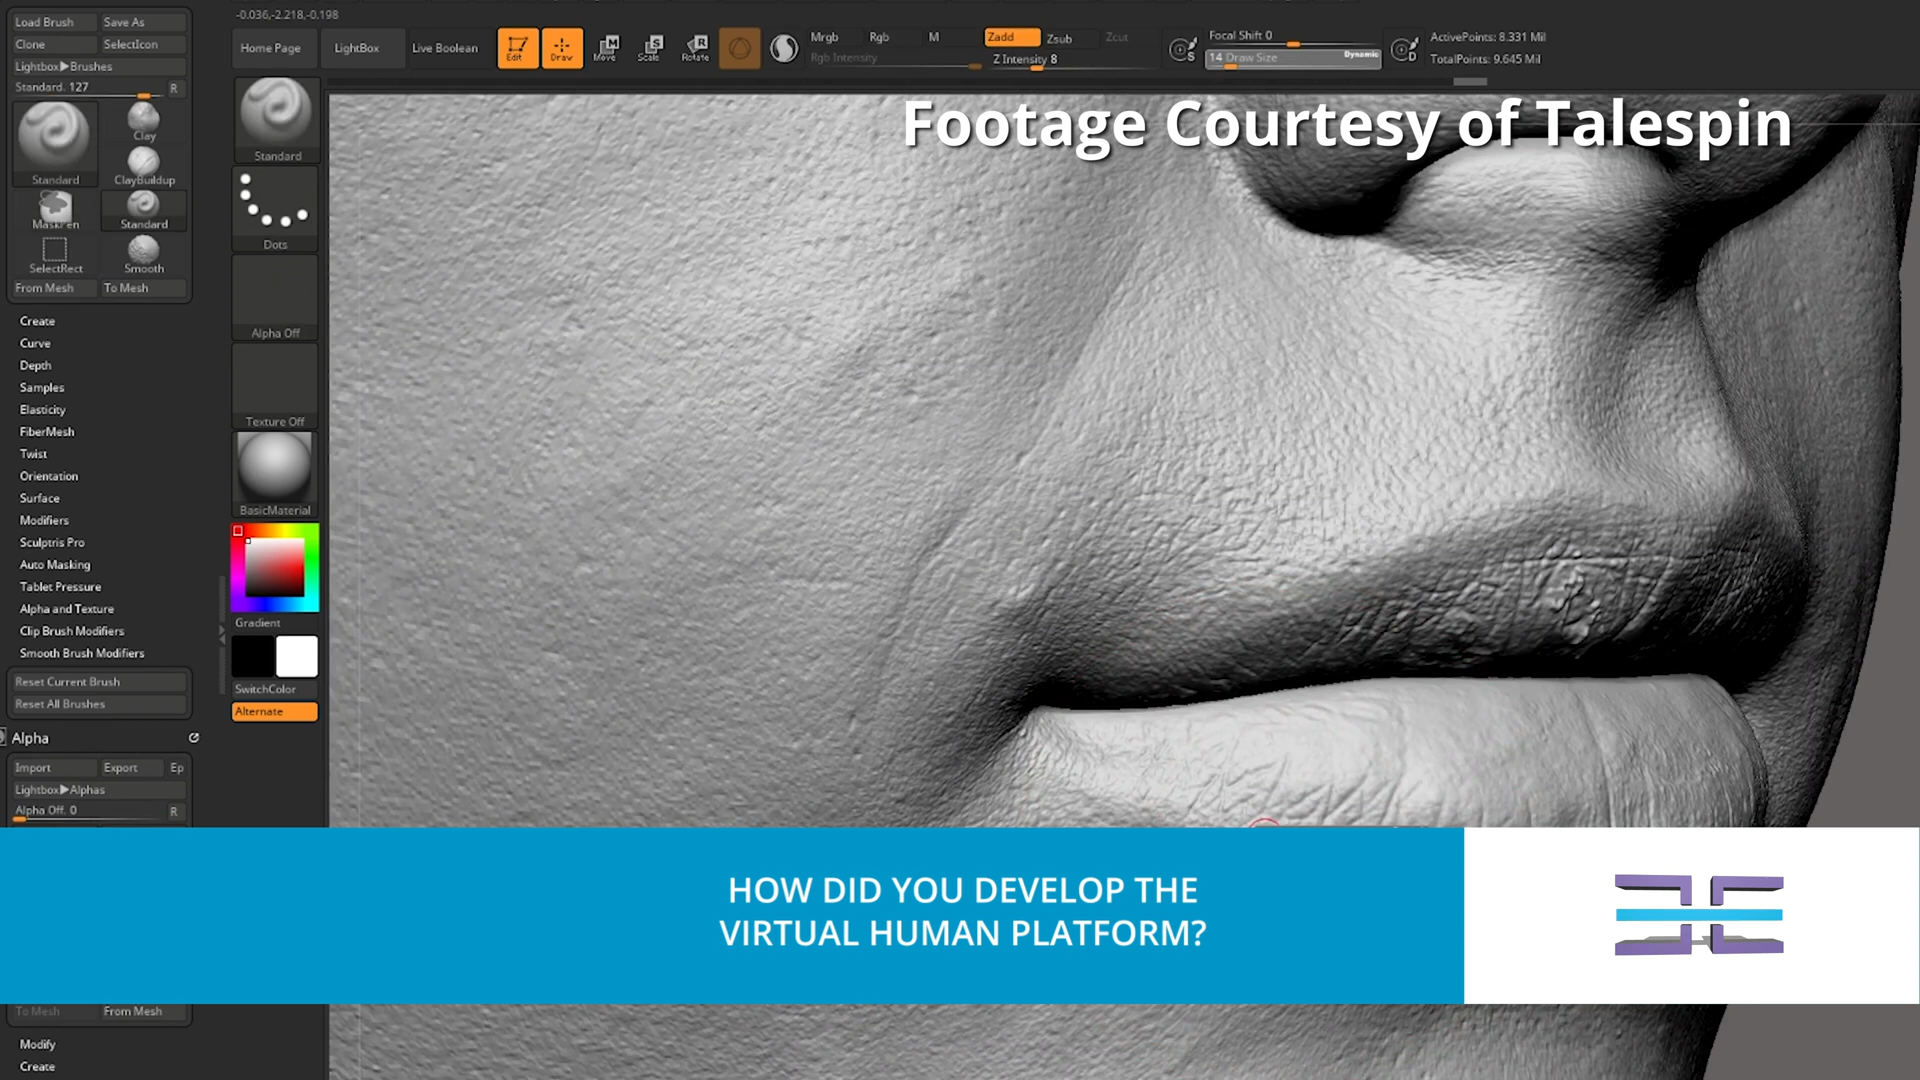 -0.036,-2.218,-0.198
Load Brush Save As
Clone SelectIcon
Lightbox▶Brushes
Standard. 127 R
Clay
Standard ClayBuildup
MaskPen Standard
SelectRect Smooth
From Mesh To Mesh
Create
Curve
Depth
Samples
Elasticity
FiberMesh
Twist
Orientation
Surface
Modifiers
Sculptris Pro
Auto Masking
Tablet Pressure
Alpha and Texture
Clip Brush Modifiers
Smooth Brush Modifiers
Reset Current Brush
Reset All Brushes
Alpha
Import Export Ep
Lightbox▶Alphas
Alpha Off. 0 R
To Mesh From Mesh
Modify
Create
Home Page LightBox Live Boolean Edit Draw Move Scale Rotate
Mrgb Rgb M
Rgb Intensity
Zadd Zsub Zcut
Z Intensity 8
Focal Shift 0
14 Draw Size Dynamic
ActivePoints: 8.331 Mil
TotalPoints: 9.645 Mil
Standard
Dots
Alpha Off
Texture Off
BasicMaterial
Gradient
SwitchColor
Alternate
Footage Courtesy of Talespin
HOW DID YOU DEVELOP THE
VIRTUAL HUMAN PLATFORM?